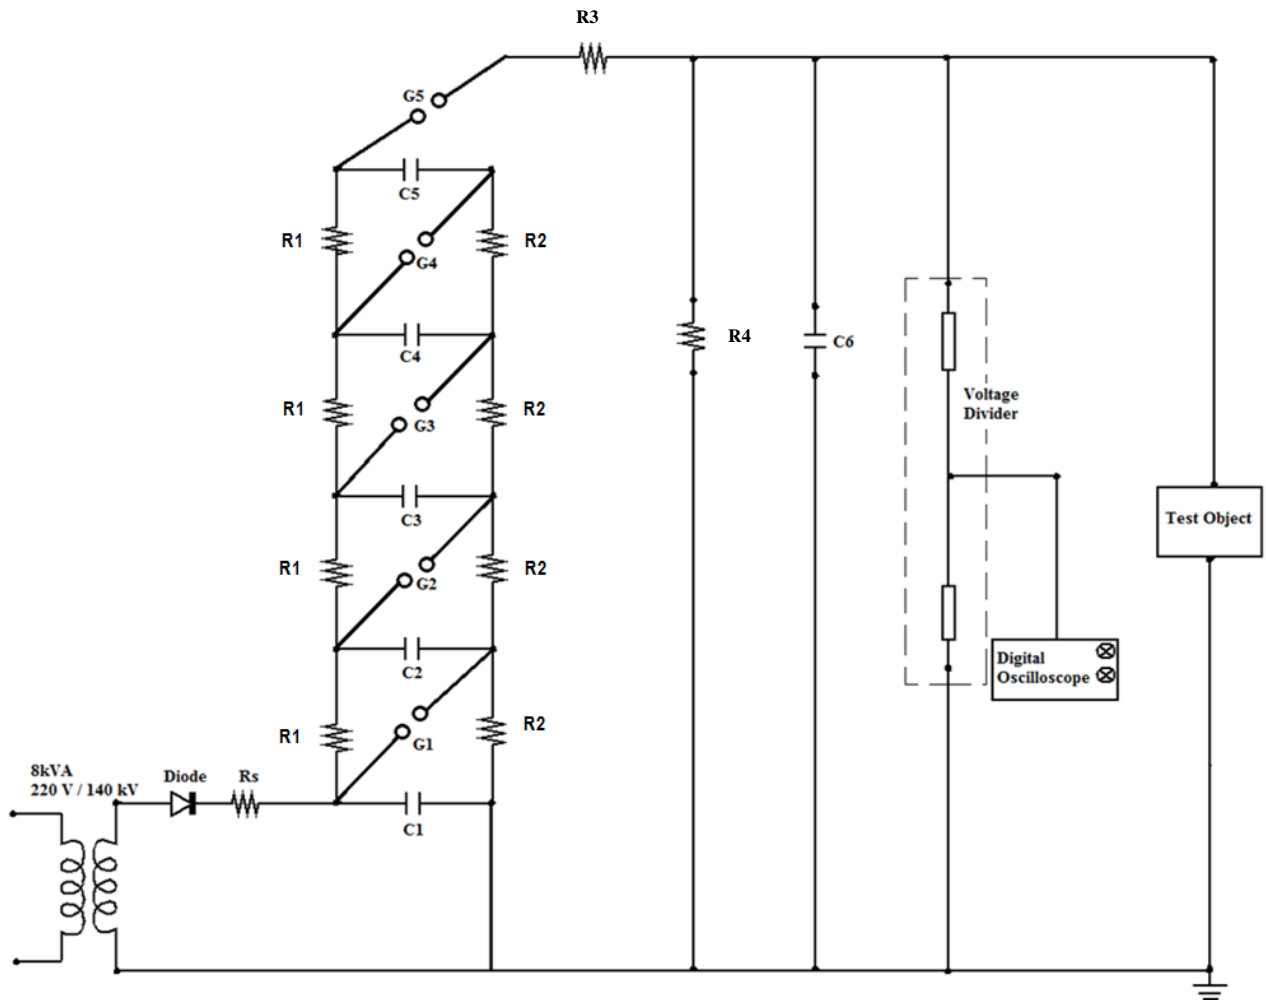 R3
G5
C5
R1
G4
R2
C4
R4
C6
R1
G3
R2
Voltage
Divider
C3
Test Object
R1
G2
R2
C2
Digital
Oscilloscope
R1
G1
R2
8kVA
220 V / 140 kV
Diode
Rs
C1